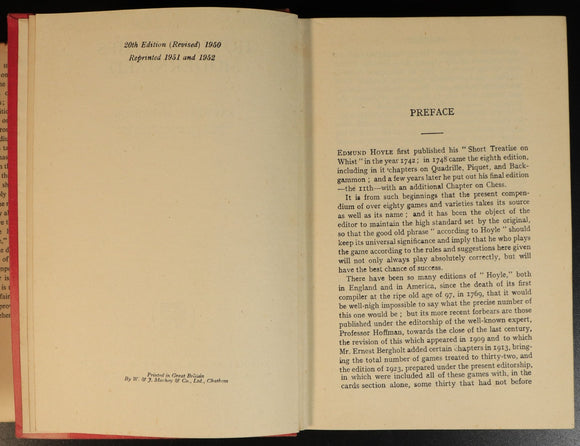 20th Edition (Revised) 1950
Reprinted 1951 and 1952
Printed in Great Britain
By W. & J. Mackay & Co., Ltd., Chatham
PREFACE
EDMUND HOYLE first published his " Short Treatise on
Whist " in the year 1742 ; in 1748 came the eighth edition,
including in it chapters on Quadrille, Piquet, and Back-
gammon ; and a few years later he put out his final edition
—the 11th—with an additional Chapter on Chess.
It is from such beginnings that the present compen-
dium of over eighty games and varieties takes its source
as well as its name ; and it has been the object of the
editor to maintain the high standard set by the original,
so that the good old phrase " according to Hoyle " should
keep its universal significance and imply that he who plays
the game according to the rules and suggestions here given
will not only always play absolutely correctly, but will
have the best chance of success.
There have been so many editions of " Hoyle," both
in England and in America, since the death of its first
compiler at the ripe old age of 97, in 1769, that it would
be well-nigh impossible to say what the precise number of
this one would be ; but its more recent forbears are those
published under the editorship of the well-known expert,
Professor Hoffman, towards the close of the last century,
the revision of this which appeared in 1909 and to which
Mr. Ernest Bergholt added certain chapters in 1913, bring-
ing the total number of games treated to thirty-two, and
the edition of 1923, prepared under the present editorship,
in which were included all of these games with, in the
cards section alone, some thirty that had not before